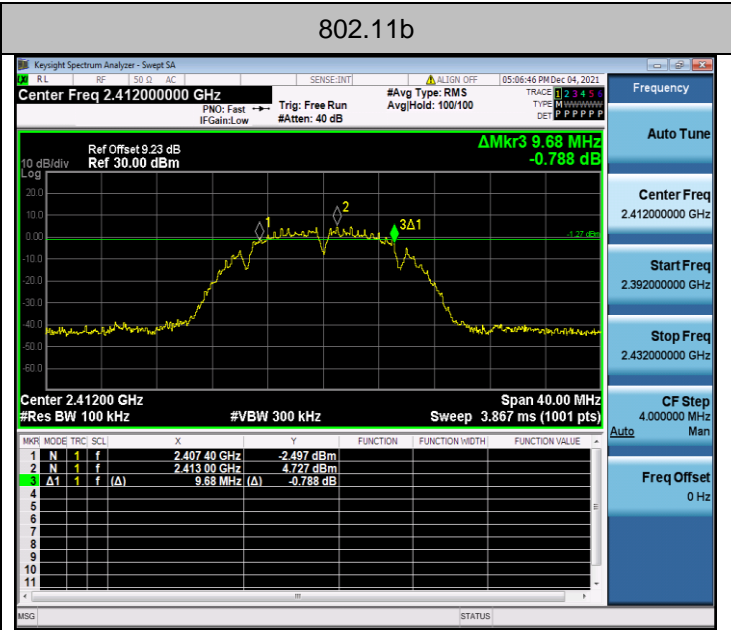 802.11b
Keysight Spectrum Analyzer - Swept SA
RL RF 50 Ω AC SENSE:INT ALIGN OFF 05:06:46 PM Dec 04, 2021
Center Freq 2.412000000 GHz
PNO: Fast
IFGain:Low
Trig: Free Run
#Atten: 40 dB
#Avg Type: RMS
Avg|Hold: 100/100
TRACE 1 2 3 4 5 6
TYPE M WWWWW
DET P P P P P P
Ref Offset 9.23 dB
Ref 30.00 dBm
10 dB/div
Log
ΔMkr3 9.68 MHz
-0.788 dB
20.0
10.0
0.00
-10.0
-20.0
-30.0
-40.0
-50.0
-60.0
1
2
3Δ1
-1.27 dBm
Center 2.41200 GHz
Span 40.00 MHz
#Res BW 100 kHz #VBW 300 kHz Sweep 3.867 ms (1001 pts)
MKR MODE TRC SCL X Y FUNCTION FUNCTION WIDTH FUNCTION VALUE
1 N 1 f 2.407 40 GHz -2.497 dBm
2 N 1 f 2.413 00 GHz 4.727 dBm
3 Δ1 1 f (Δ) 9.68 MHz (Δ) -0.788 dB
4
5
6
7
8
9
10
11
MSG STATUS
Frequency
Auto Tune
Center Freq
2.412000000 GHz
Start Freq
2.392000000 GHz
Stop Freq
2.432000000 GHz
CF Step
4.000000 MHz
Auto Man
Freq Offset
0 Hz